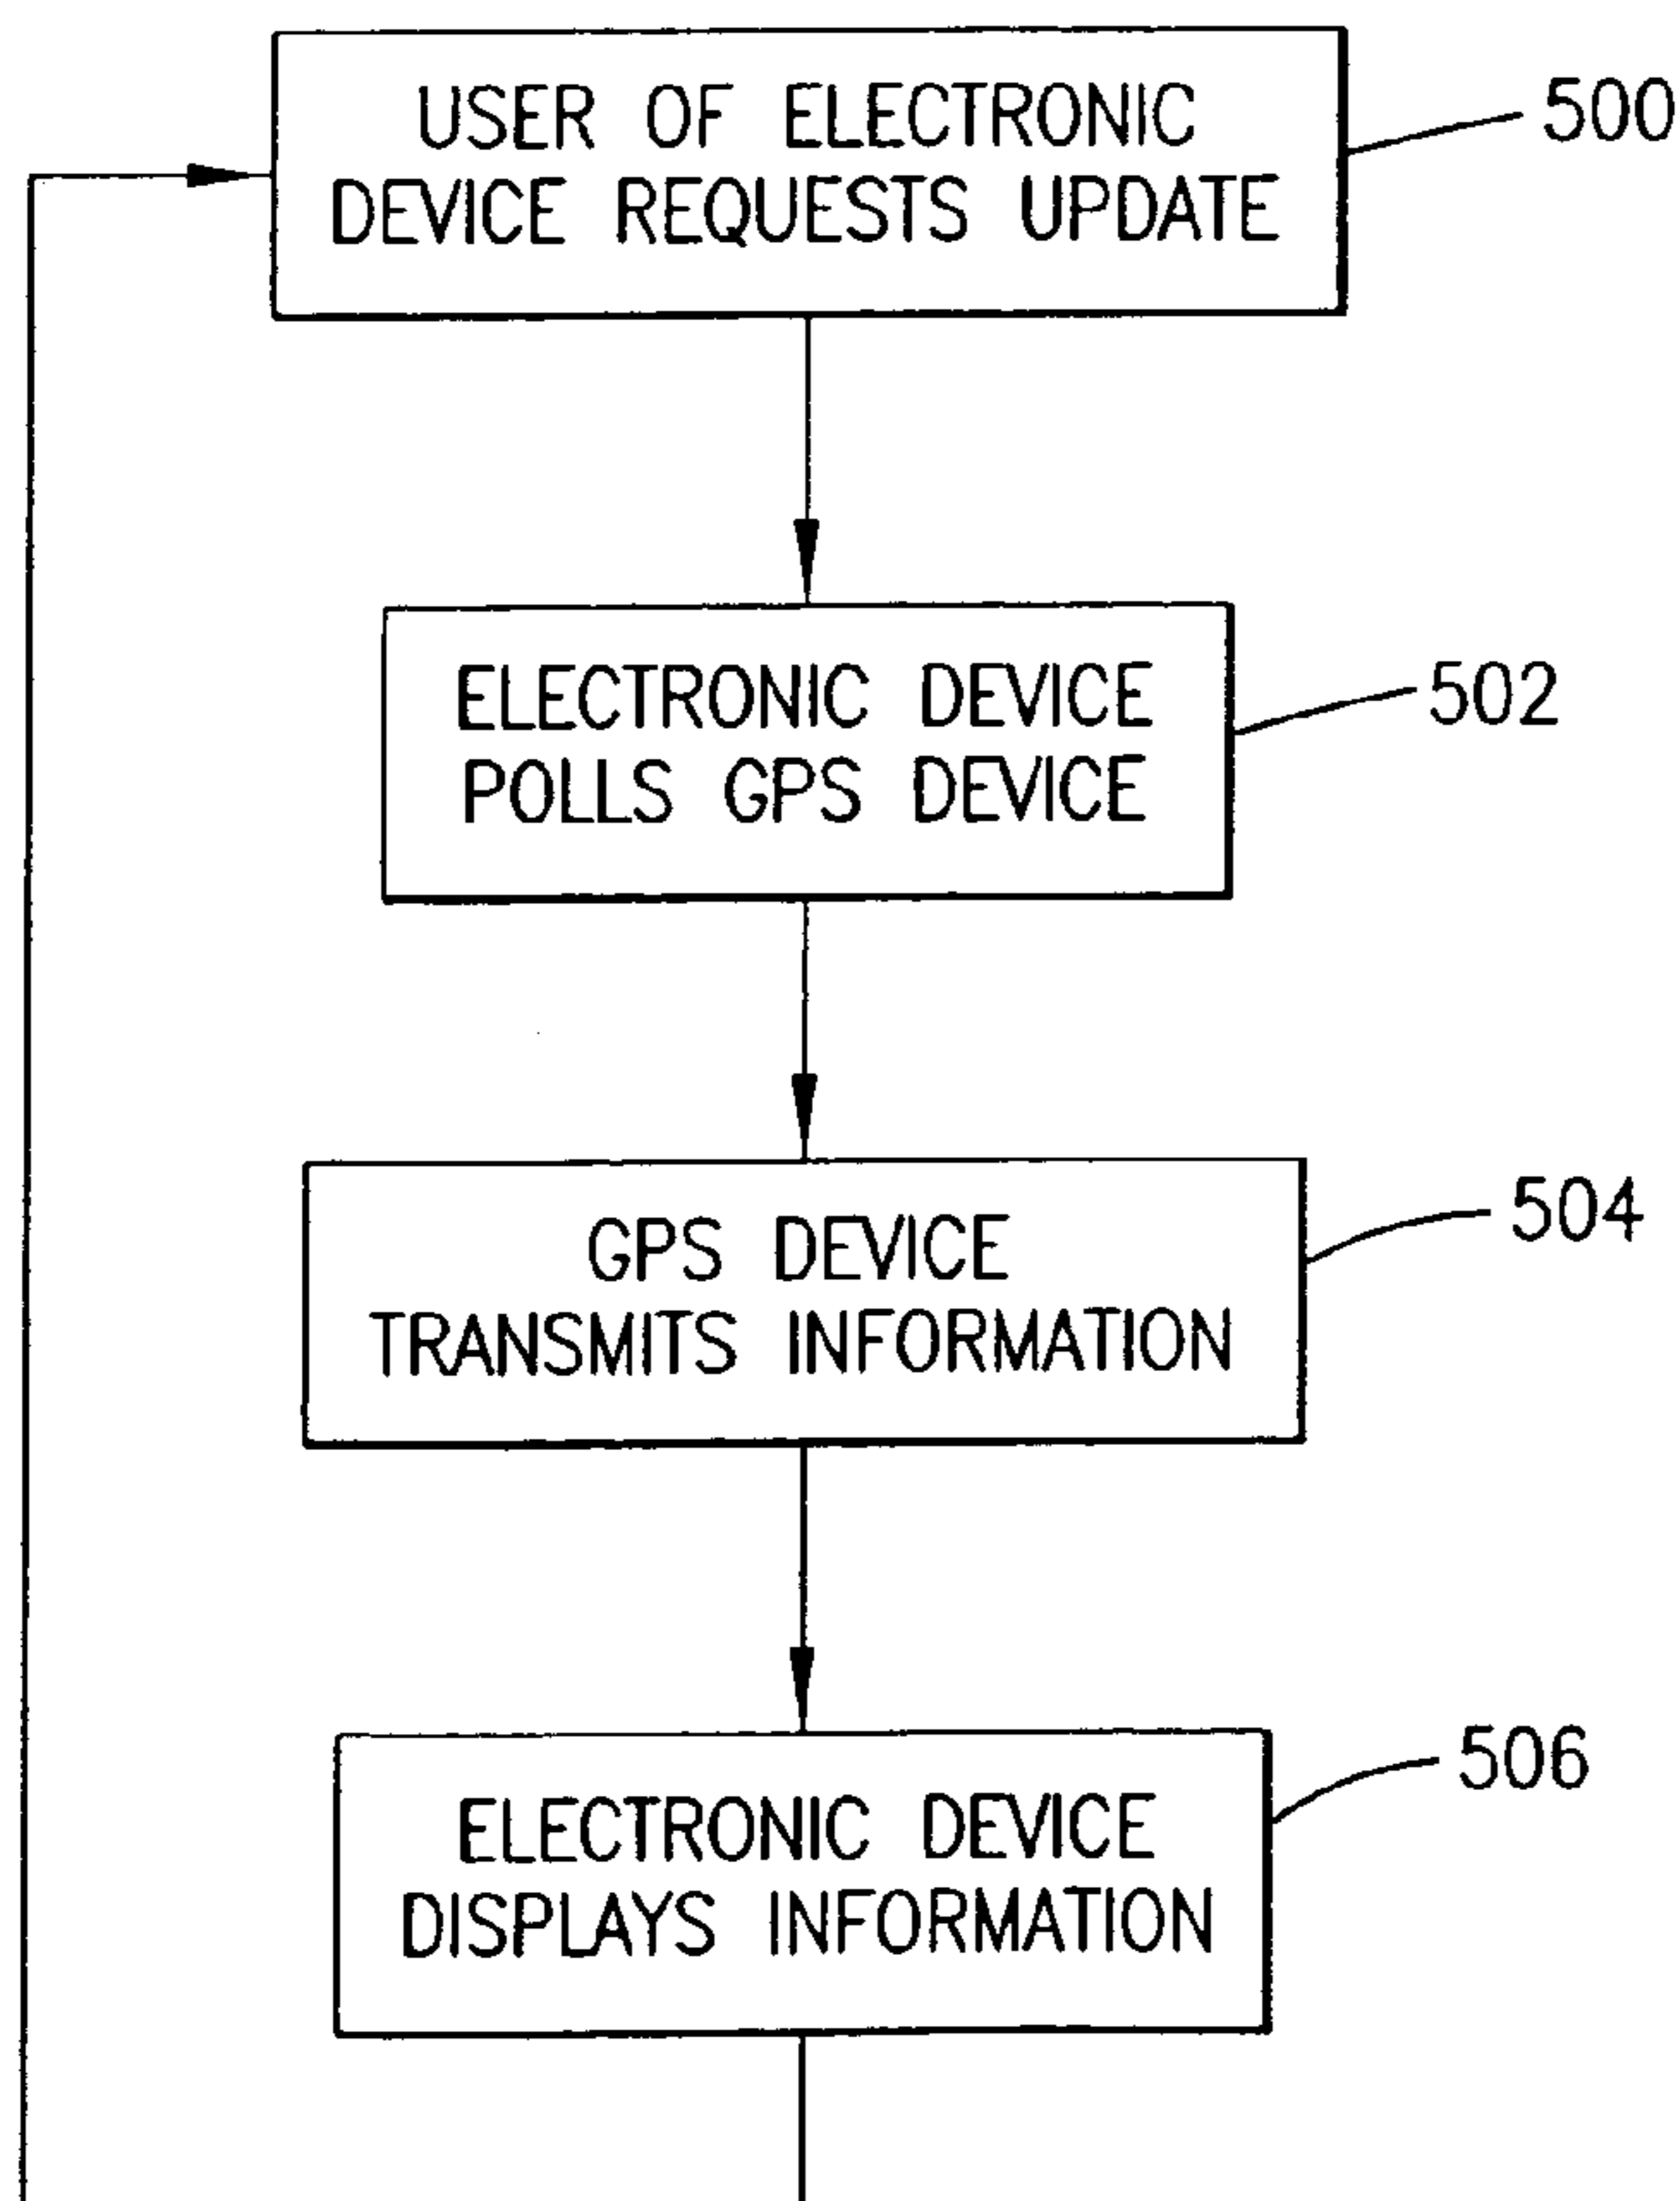 USER OF ELECTRONIC
DEVICE REQUESTS UPDATE
500
ELECTRONIC DEVICE
POLLS GPS DEVICE
502
GPS DEVICE
TRANSMITS INFORMATION
504
ELECTRONIC DEVICE
DISPLAYS INFORMATION
506